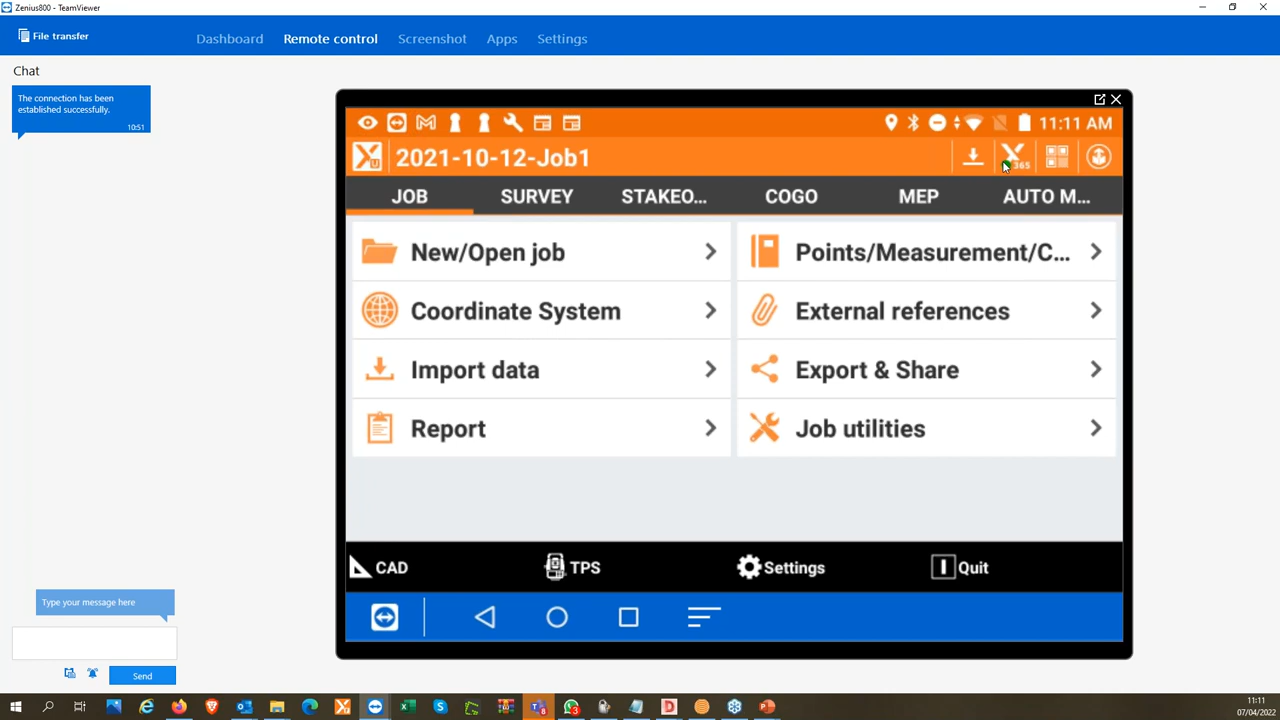 Zenius800 - TeamViewer
File transfer
Dashboard
Remote control
Screenshot
Apps
Settings
Chat
The connection has been
established successfully.
10:51
11:11 AM
2021-10-12-Job1
365
JOB
SURVEY
STAKEO...
COGO
MEP
AUTO M...
New/Open job
Points/Measurement/C...
Coordinate System
External references
Import data
Export & Share
Report
Job utilities
CAD
TPS
Settings
Quit
Type your message here
Send
11:11
07/04/2022